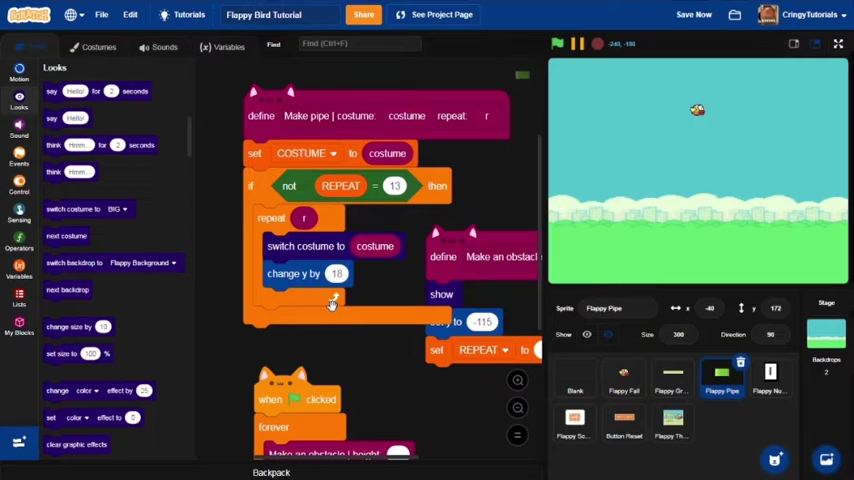 SCRATCH File Edit Tutorials Flappy Bird Tutorial Share See Project Page Save Now CringyTutorials
Costumes Sounds Variables Find Find (Ctrl+F) -240, -180
Motion
Looks
Sound
Events
Control
Sensing
Operators
Variables
Lists
My Blocks
Looks
say Hello! for 2 seconds
say Hello!
think Hmm... for 2 seconds
think Hmm...
switch costume to BIG
next costume
switch backdrop to Flappy Background
next backdrop
change size by 10
set size to 100 %
change color effect by 25
set color effect to 0
clear graphic effects
define Make pipe | costume: costume repeat: r
set COSTUME to costume
if not REPEAT = 13 then
repeat r
switch costume to costume
change y by 18
define Make an obstacl
show
set y to -115
set REPEAT to
when clicked
forever
Make an obstacle | height:
Backpack
Sprite Flappy Pipe x -40 y 172
Show Size 300 Direction 90
Blank
Flappy Fall
Flappy Gr...
Flappy Pipe
Flappy Nu...
Flappy Sc...
Button Reset
Flappy Th...
Stage
Backdrops
2